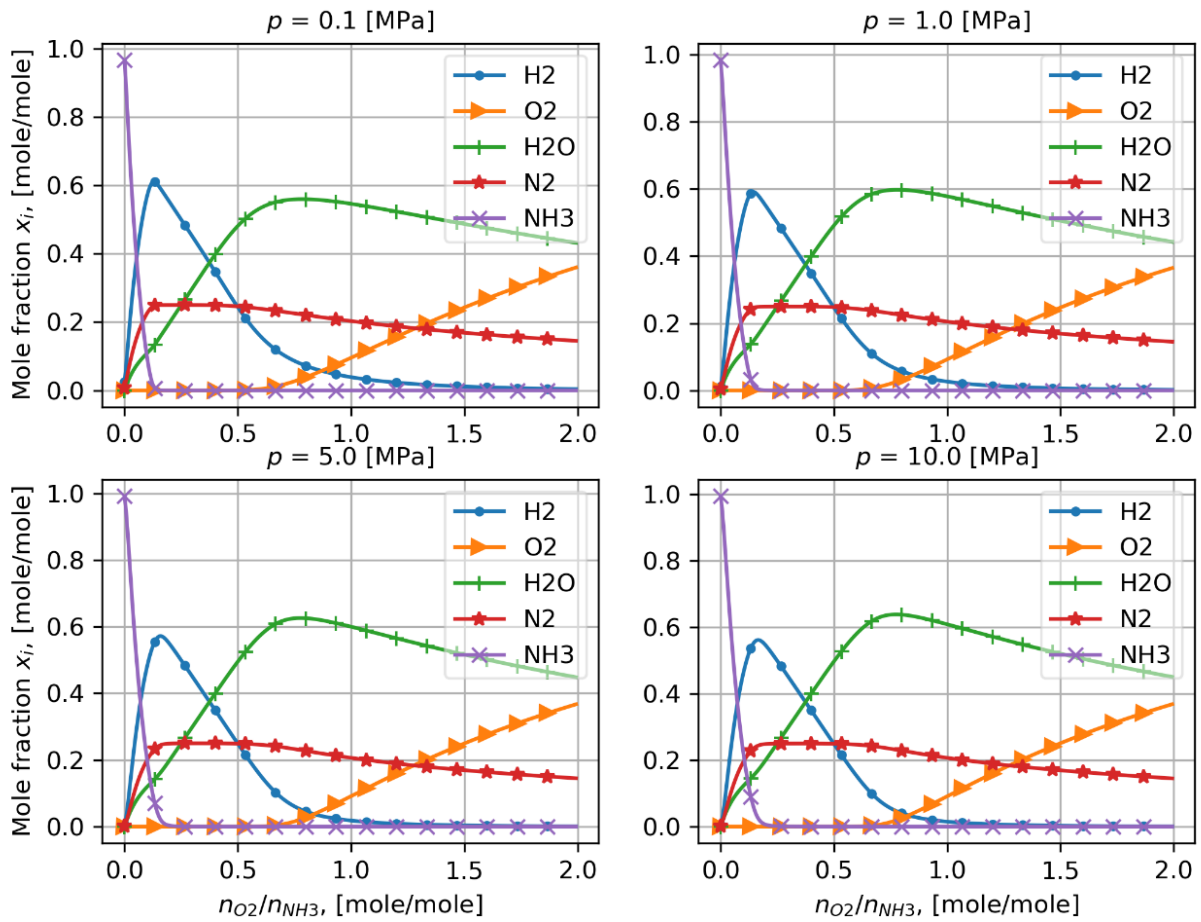 p = 0.1 [MPa]
p = 1.0 [MPa]
Mole fraction x_i, [mole/mole]
1.0
0.8
0.6
0.4
0.2
0.0
H2
O2
H2O
N2
NH3
0.0 0.5 1.0 1.5 2.0
1.0
0.8
0.6
0.4
0.2
0.0
H2
O2
H2O
N2
NH3
0.0 0.5 1.0 1.5 2.0
p = 5.0 [MPa]
p = 10.0 [MPa]
Mole fraction x_i, [mole/mole]
1.0
0.8
0.6
0.4
0.2
0.0
H2
O2
H2O
N2
NH3
0.0 0.5 1.0 1.5 2.0
n_O2/n_NH3, [mole/mole]
1.0
0.8
0.6
0.4
0.2
0.0
H2
O2
H2O
N2
NH3
0.0 0.5 1.0 1.5 2.0
n_O2/n_NH3, [mole/mole]